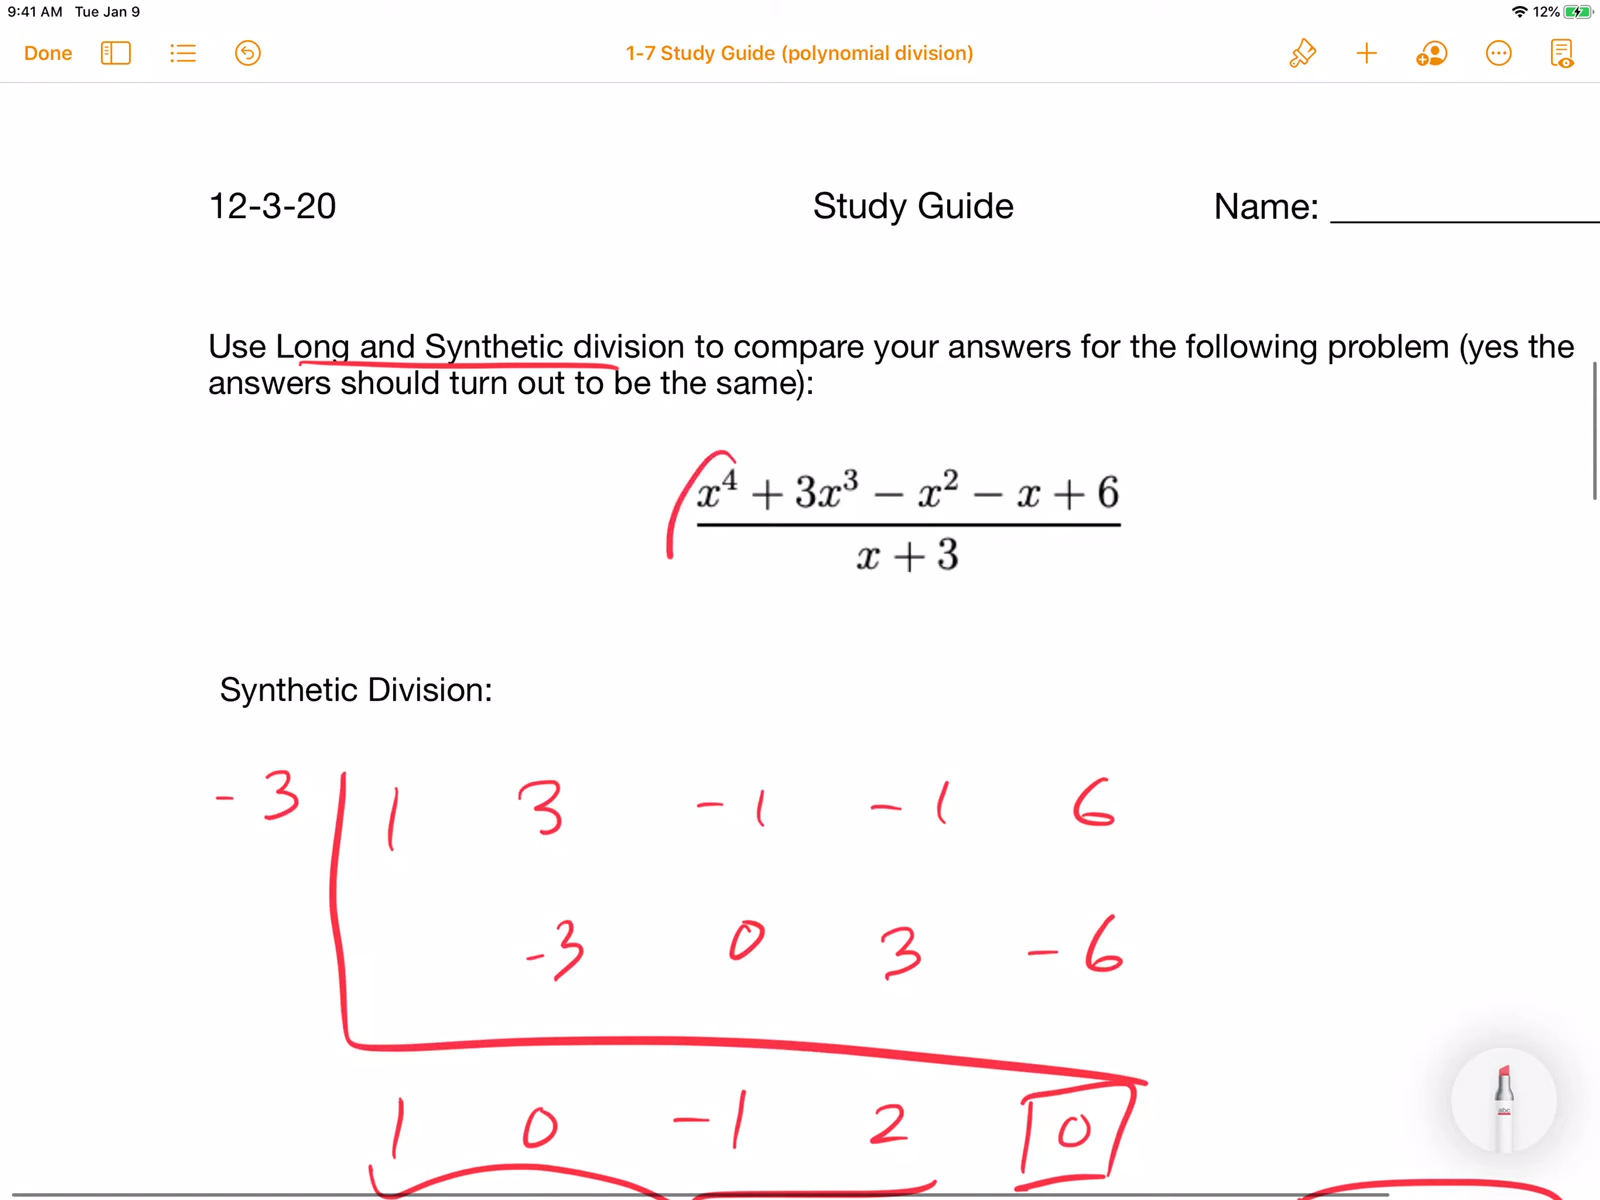 9:41 AM Tue Jan 9 12%
Done 1-7 Study Guide (polynomial division)
12-3-20 Study Guide Name: ______________
Use Long and Synthetic division to compare your answers for the following problem (yes the
answers should turn out to be the same):
x⁴ + 3x³ − x² − x + 6
x + 3
Synthetic Division:
-3 1 3 -1 -1 6
-3 0 3 -6
1 0 -1 2 0
abc